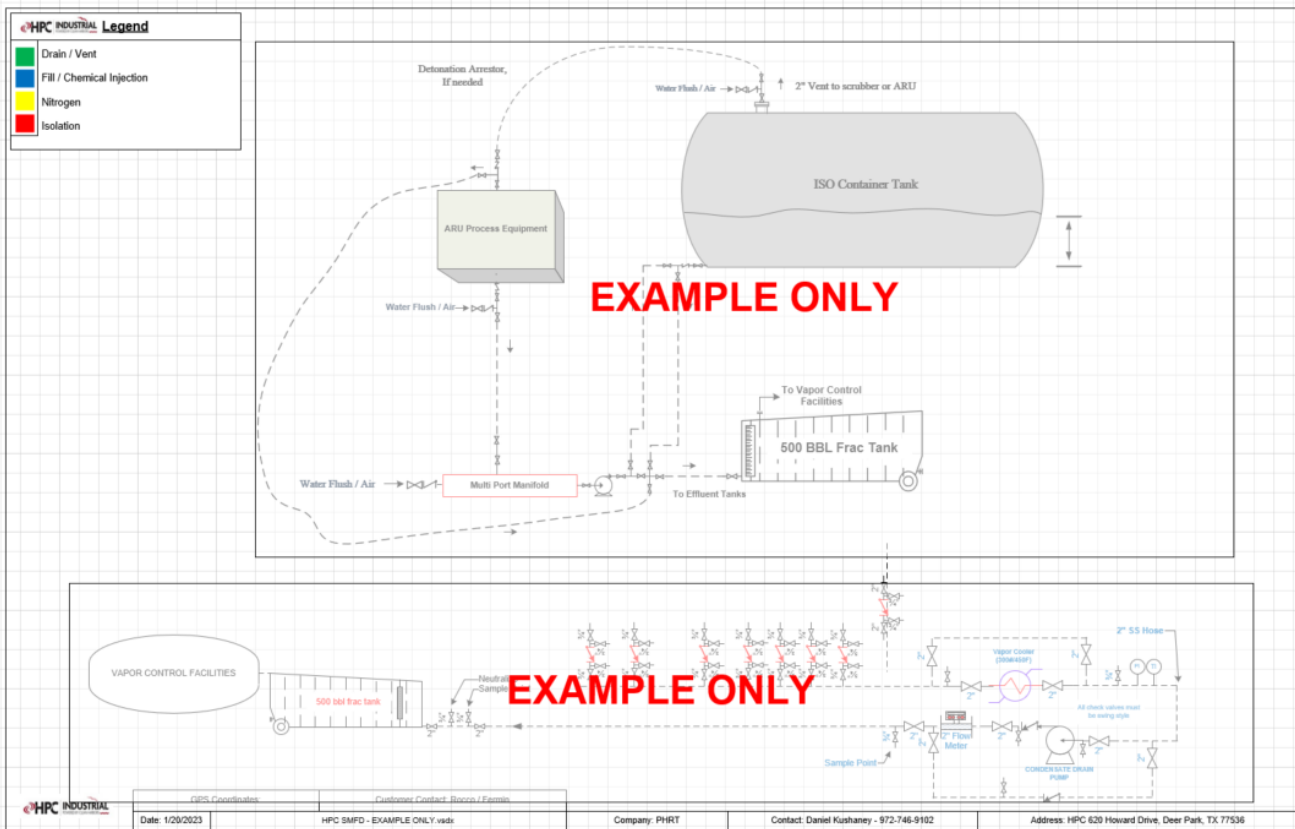 HPC INDUSTRIAL Legend
Drain / Vent
Fill / Chemical Injection
Nitrogen
Isolation
Detonation Arrestor,
If needed
Water Flush / Air
2" Vent to scrubber or ARU
ISO Container Tank
ARU Process Equipment
EXAMPLE ONLY
Water Flush / Air
To Vapor Control
Facilities
500 BBL Frac Tank
Water Flush / Air
Multi Port Manifold
To Effluent Tanks
2" SS Hose
VAPOR CONTROL FACILITIES
Vapor Cooler
500 bbl frac tank
EXAMPLE ONLY
All check valves must
be swing style
2"
2"
2" Flow
Meter
2"
2"
Sample Point
CONDENSATE DRAIN
PUMP
GPS Coordinates:
Customer Contact: Rocco / Fermin
HPC INDUSTRIAL
Date: 1/20/2023
HPC SMFD - EXAMPLE ONLY.vsdx
Company: PHRT
Contact: Daniel Kushaney - 972-746-9102
Address: HPC 620 Howard Drive, Deer Park, TX 77536